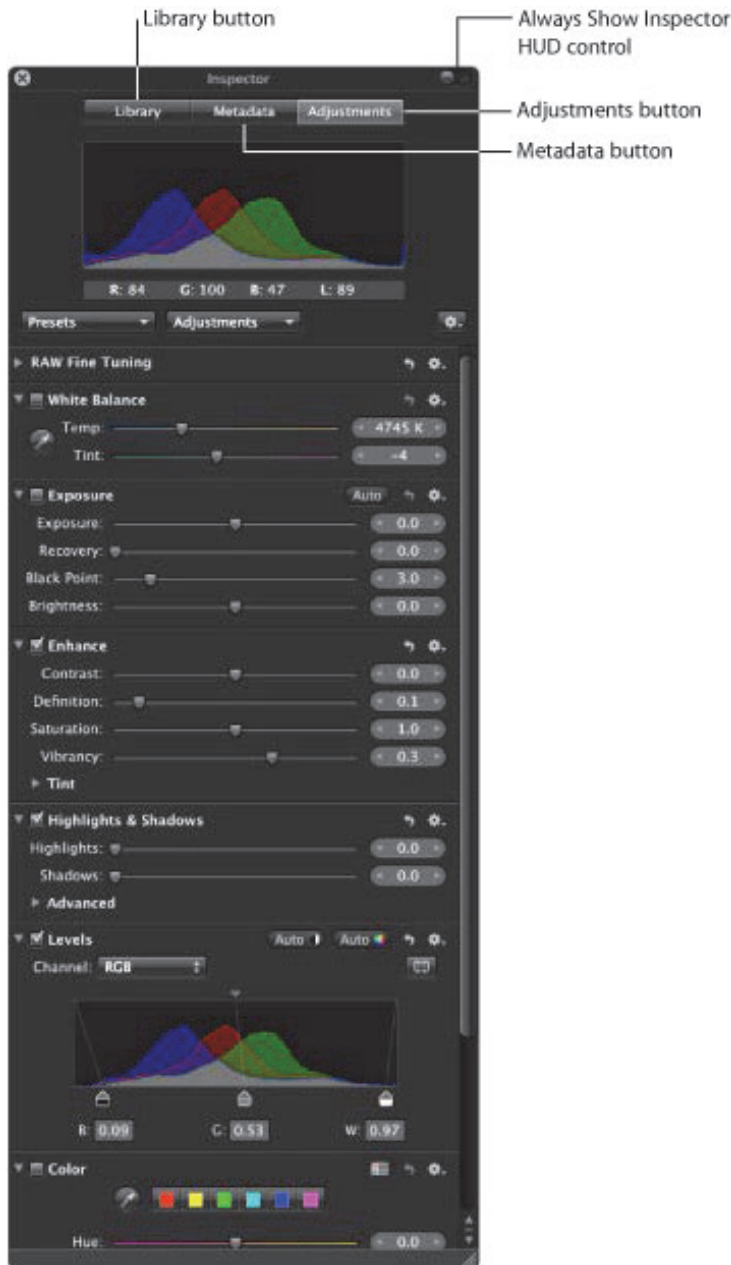 Library button
Always Show Inspector
HUD control
Inspector
Library Metadata Adjustments
Adjustments button
Metadata button
R: 84 G: 100 B: 47 L: 89
Presets Adjustments
RAW Fine Tuning
White Balance
Temp: 4745 K
Tint: -4
Exposure Auto
Exposure: 0.0
Recovery: 0.0
Black Point: 3.0
Brightness: 0.0
Enhance
Contrast: 0.0
Definition: 0.1
Saturation: 1.0
Vibrancy: 0.3
Tint
Highlights & Shadows
Highlights: 0.0
Shadows: 0.0
Advanced
Levels Auto Auto
Channel: RGB
B: 0.09 G: 0.53 W: 0.97
Color
Hue: 0.0